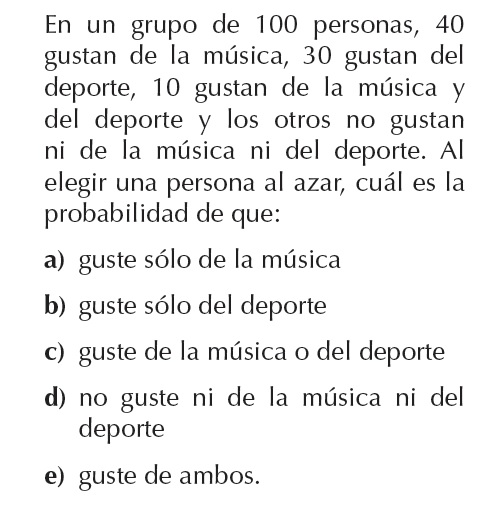 En un grupo de 100 personas, 40
gustan de la música, 30 gustan del
deporte, 10 gustan de la música y
del deporte y los otros no gustan
ni de la música ni del deporte. Al
elegir una persona al azar, cuál es la
probabilidad de que:
a) guste sólo de la música
b) guste sólo del deporte
c) guste de la música o del deporte
d) no guste ni de la música ni del
deporte
e) guste de ambos.